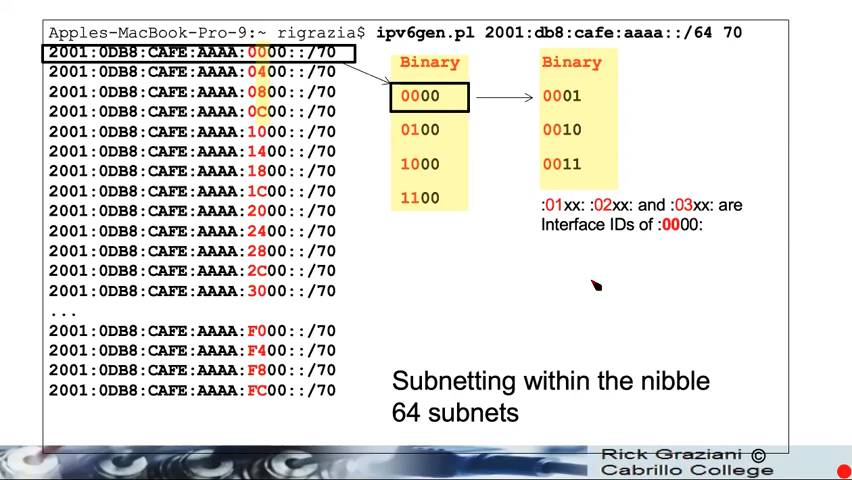 Apples-MacBook-Pro-9:~ rigrazia$ ipv6gen.pl 2001:db8:cafe:aaaa::/64 70
2001:0DB8:CAFE:AAAA:0000::/70
2001:0DB8:CAFE:AAAA:0400::/70
2001:0DB8:CAFE:AAAA:0800::/70
2001:0DB8:CAFE:AAAA:0C00::/70
2001:0DB8:CAFE:AAAA:1000::/70
2001:0DB8:CAFE:AAAA:1400::/70
2001:0DB8:CAFE:AAAA:1800::/70
2001:0DB8:CAFE:AAAA:1C00::/70
2001:0DB8:CAFE:AAAA:2000::/70
2001:0DB8:CAFE:AAAA:2400::/70
2001:0DB8:CAFE:AAAA:2800::/70
2001:0DB8:CAFE:AAAA:2C00::/70
2001:0DB8:CAFE:AAAA:3000::/70
...
2001:0DB8:CAFE:AAAA:F000::/70
2001:0DB8:CAFE:AAAA:F400::/70
2001:0DB8:CAFE:AAAA:F800::/70
2001:0DB8:CAFE:AAAA:FC00::/70
Binary
0000
0100
1000
1100
Binary
0001
0010
0011
:01xx: :02xx: and :03xx: are
Interface IDs of :0000:
Subnetting within the nibble
64 subnets
Rick Graziani ©
Cabrillo College